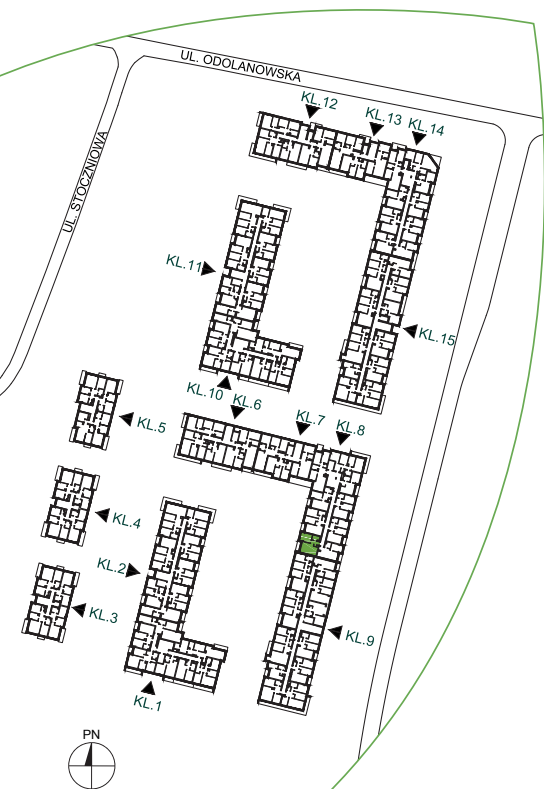 UL. ODOLANOWSKA
UL. STOCZNIOWA
KL.12
KL.13
KL.14
KL.11
KL.15
KL.10
KL.6
KL.7
KL.8
KL.5
KL.4
KL.2
KL.3
KL.9
KL.1
PN